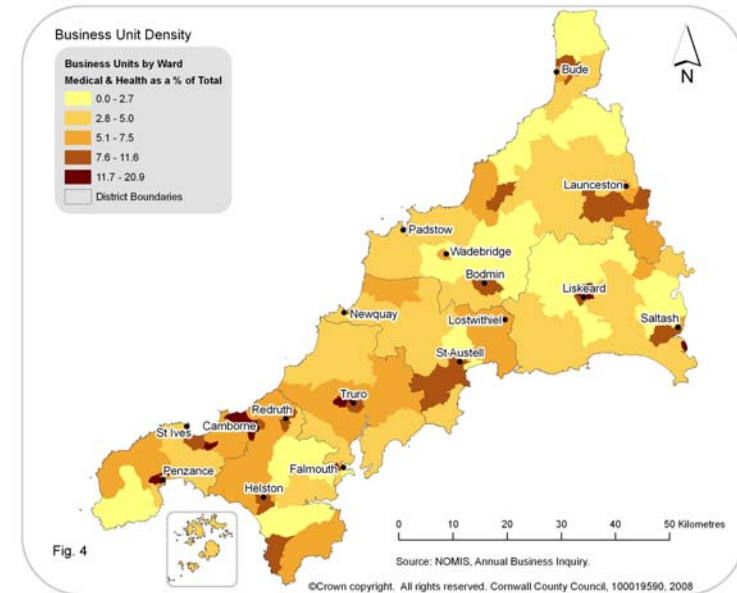 Business Unit Density
Business Units by Ward
Medical & Health as a % of Total
0.0 - 2.7
2.8 - 5.0
5.1 - 7.5
7.6 - 11.6
11.7 - 20.9
District Boundaries
N
Bude
Launceston
Padstow
Wadebridge
Bodmin
Liskeard
Newquay
Lostwithiel
Saltash
St Austell
Truro
Redruth
St Ives
Camborne
Penzance
Falmouth
Helston
0 10 20 30 40 50 Kilometres
Fig. 4
Source: NOMIS, Annual Business Inquiry.
©Crown copyright. All rights reserved. Cornwall County Council, 100019590, 2008